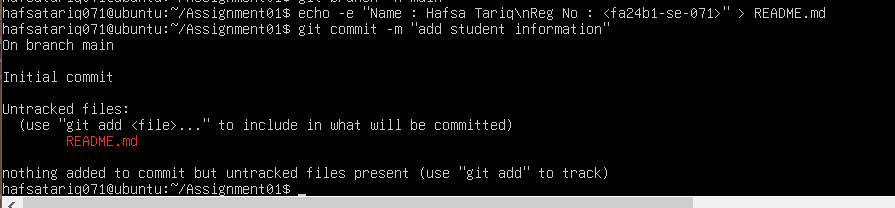 hafsatariq071@ubuntu:~/Assignment01$ echo -e "Name : Hafsa Tariq\nReg No : <fa24b1-se-071>" > README.md
hafsatariq071@ubuntu:~/Assignment01$ git commit -m "add student information"
On branch main
Initial commit
Untracked files:
(use "git add <file>..." to include in what will be committed)
README.md
nothing added to commit but untracked files present (use "git add" to track)
hafsatariq071@ubuntu:~/Assignment01$ _